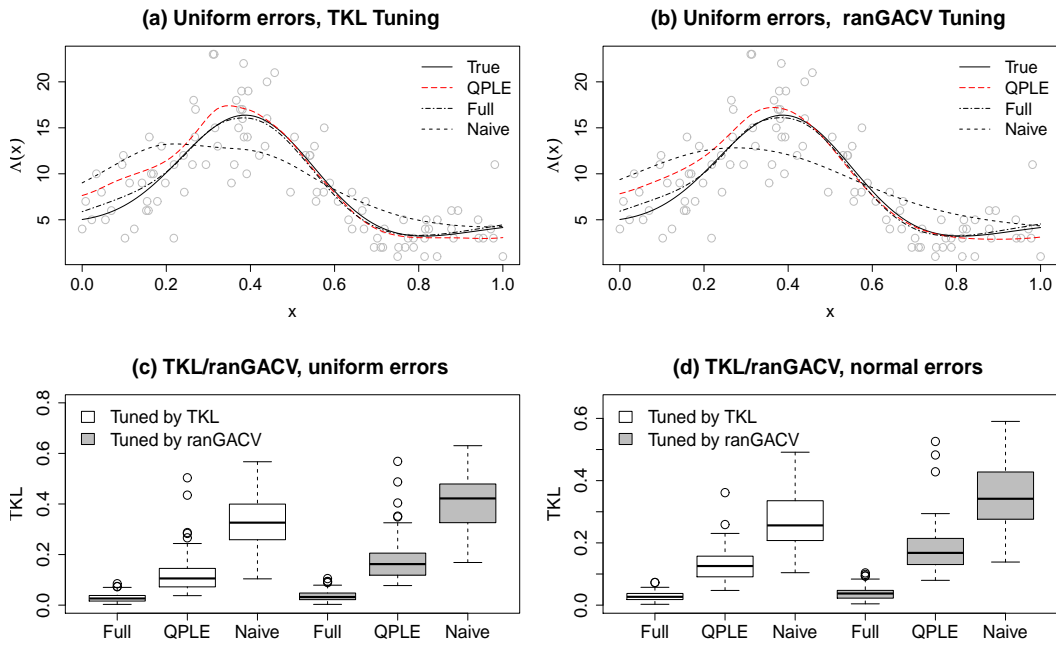 (a) Uniform errors, TKL Tuning
Λ(x)
20
15
10
5
True
QPLE
Full
Naive
0.0 0.2 0.4 0.6 0.8 1.0
x
(b) Uniform errors, ranGACV Tuning
Λ(x)
20
15
10
5
True
QPLE
Full
Naive
0.0 0.2 0.4 0.6 0.8 1.0
x
(c) TKL/ranGACV, uniform errors
TKL
0.8
0.6
0.4
0.2
0.0
Tuned by TKL
Tuned by ranGACV
Full QPLE Naive Full QPLE Naive
(d) TKL/ranGACV, normal errors
TKL
0.6
0.4
0.2
0.0
Tuned by TKL
Tuned by ranGACV
Full QPLE Naive Full QPLE Naive